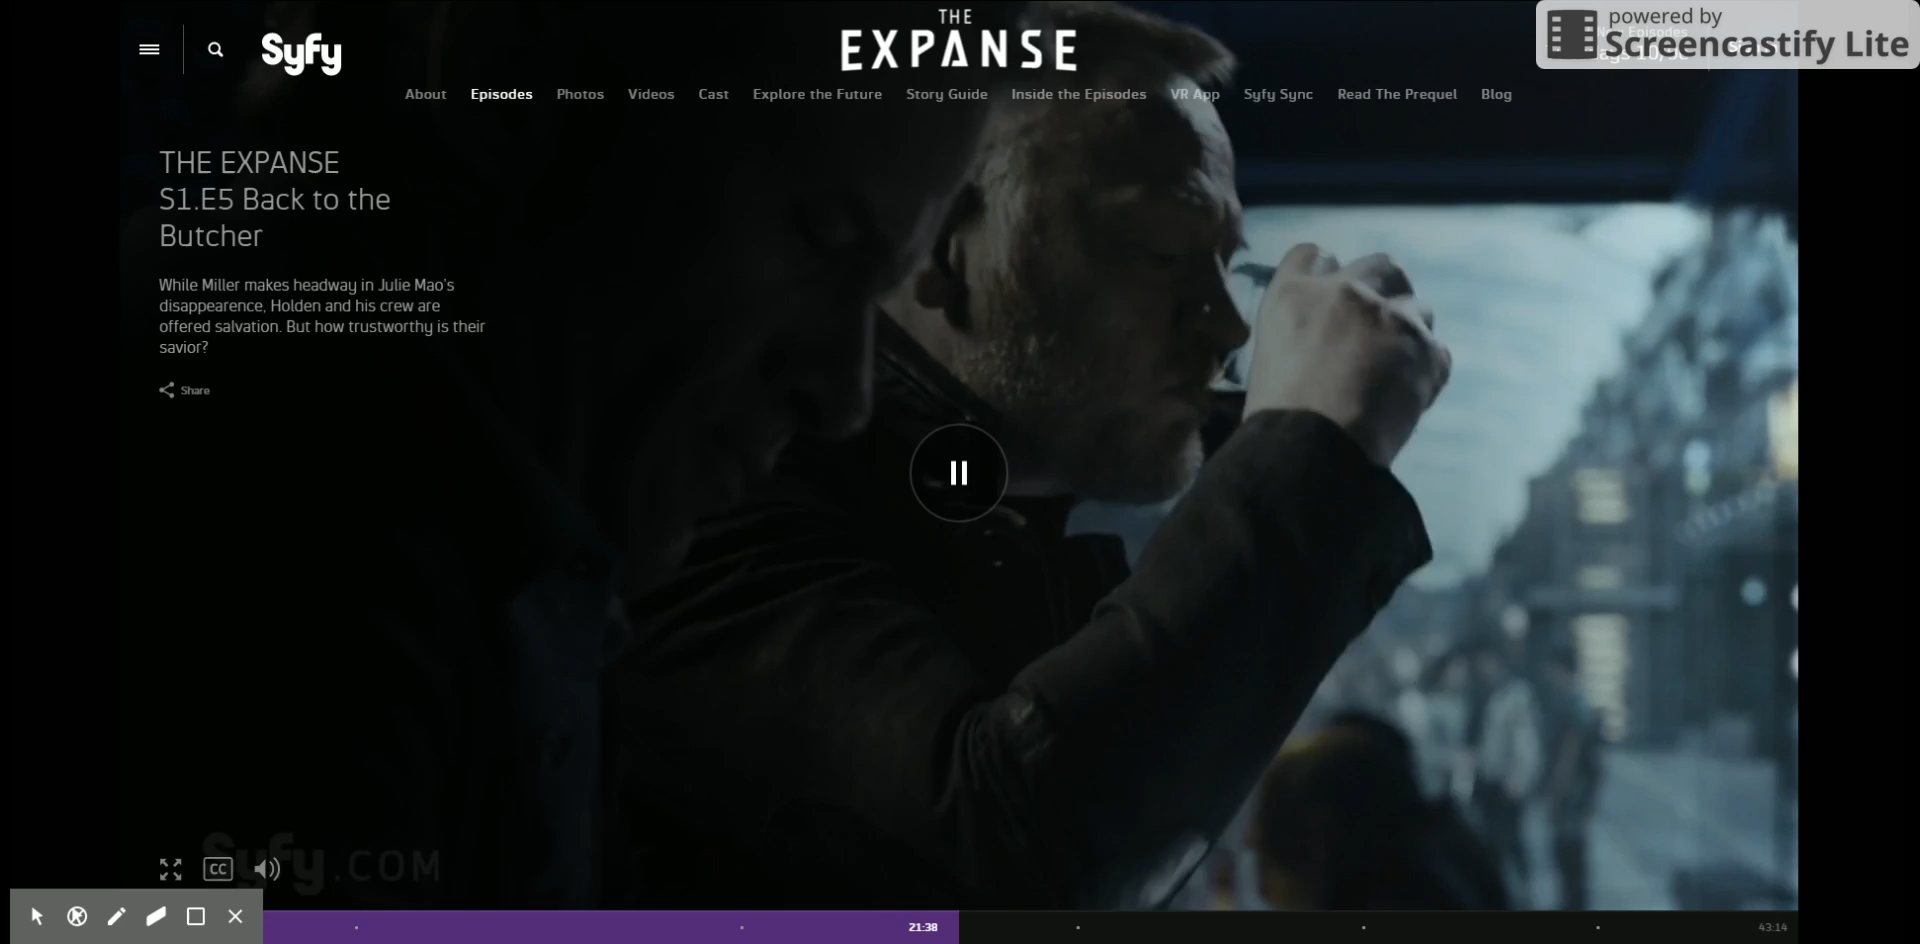 THE
EXPANSE
powered by
Screencastify Lite
Syfy
About Episodes Photos Videos Cast Explore the Future Story Guide Inside the Episodes VR App Syfy Sync Read The Prequel Blog
THE EXPANSE
S1.E5 Back to the
Butcher
While Miller makes headway in Julie Mao's
disappearence, Holden and his crew are
offered salvation. But how trustworthy is their
savior?
Share
Syfy.COM
CC
21:38
43:14